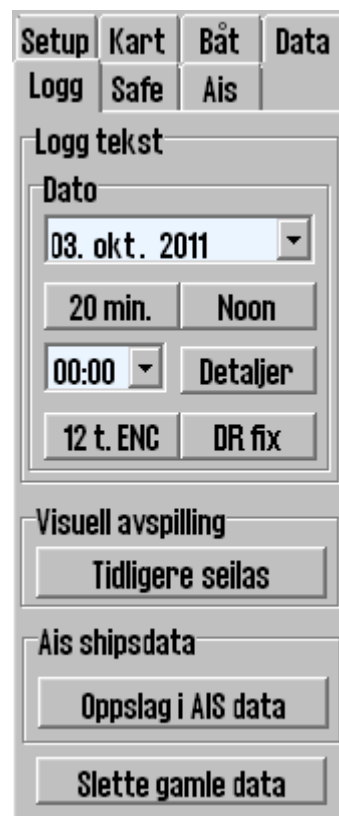 Setup Kart Båt Data
Logg Safe Ais
Logg tekst
Dato
03. okt. 2011
20 min. Noon
00:00 Detaljer
12 t. ENC DR fix
Visuell avspilling
Tidligere seilas
Ais shipsdata
Oppslag i AIS data
Slette gamle data